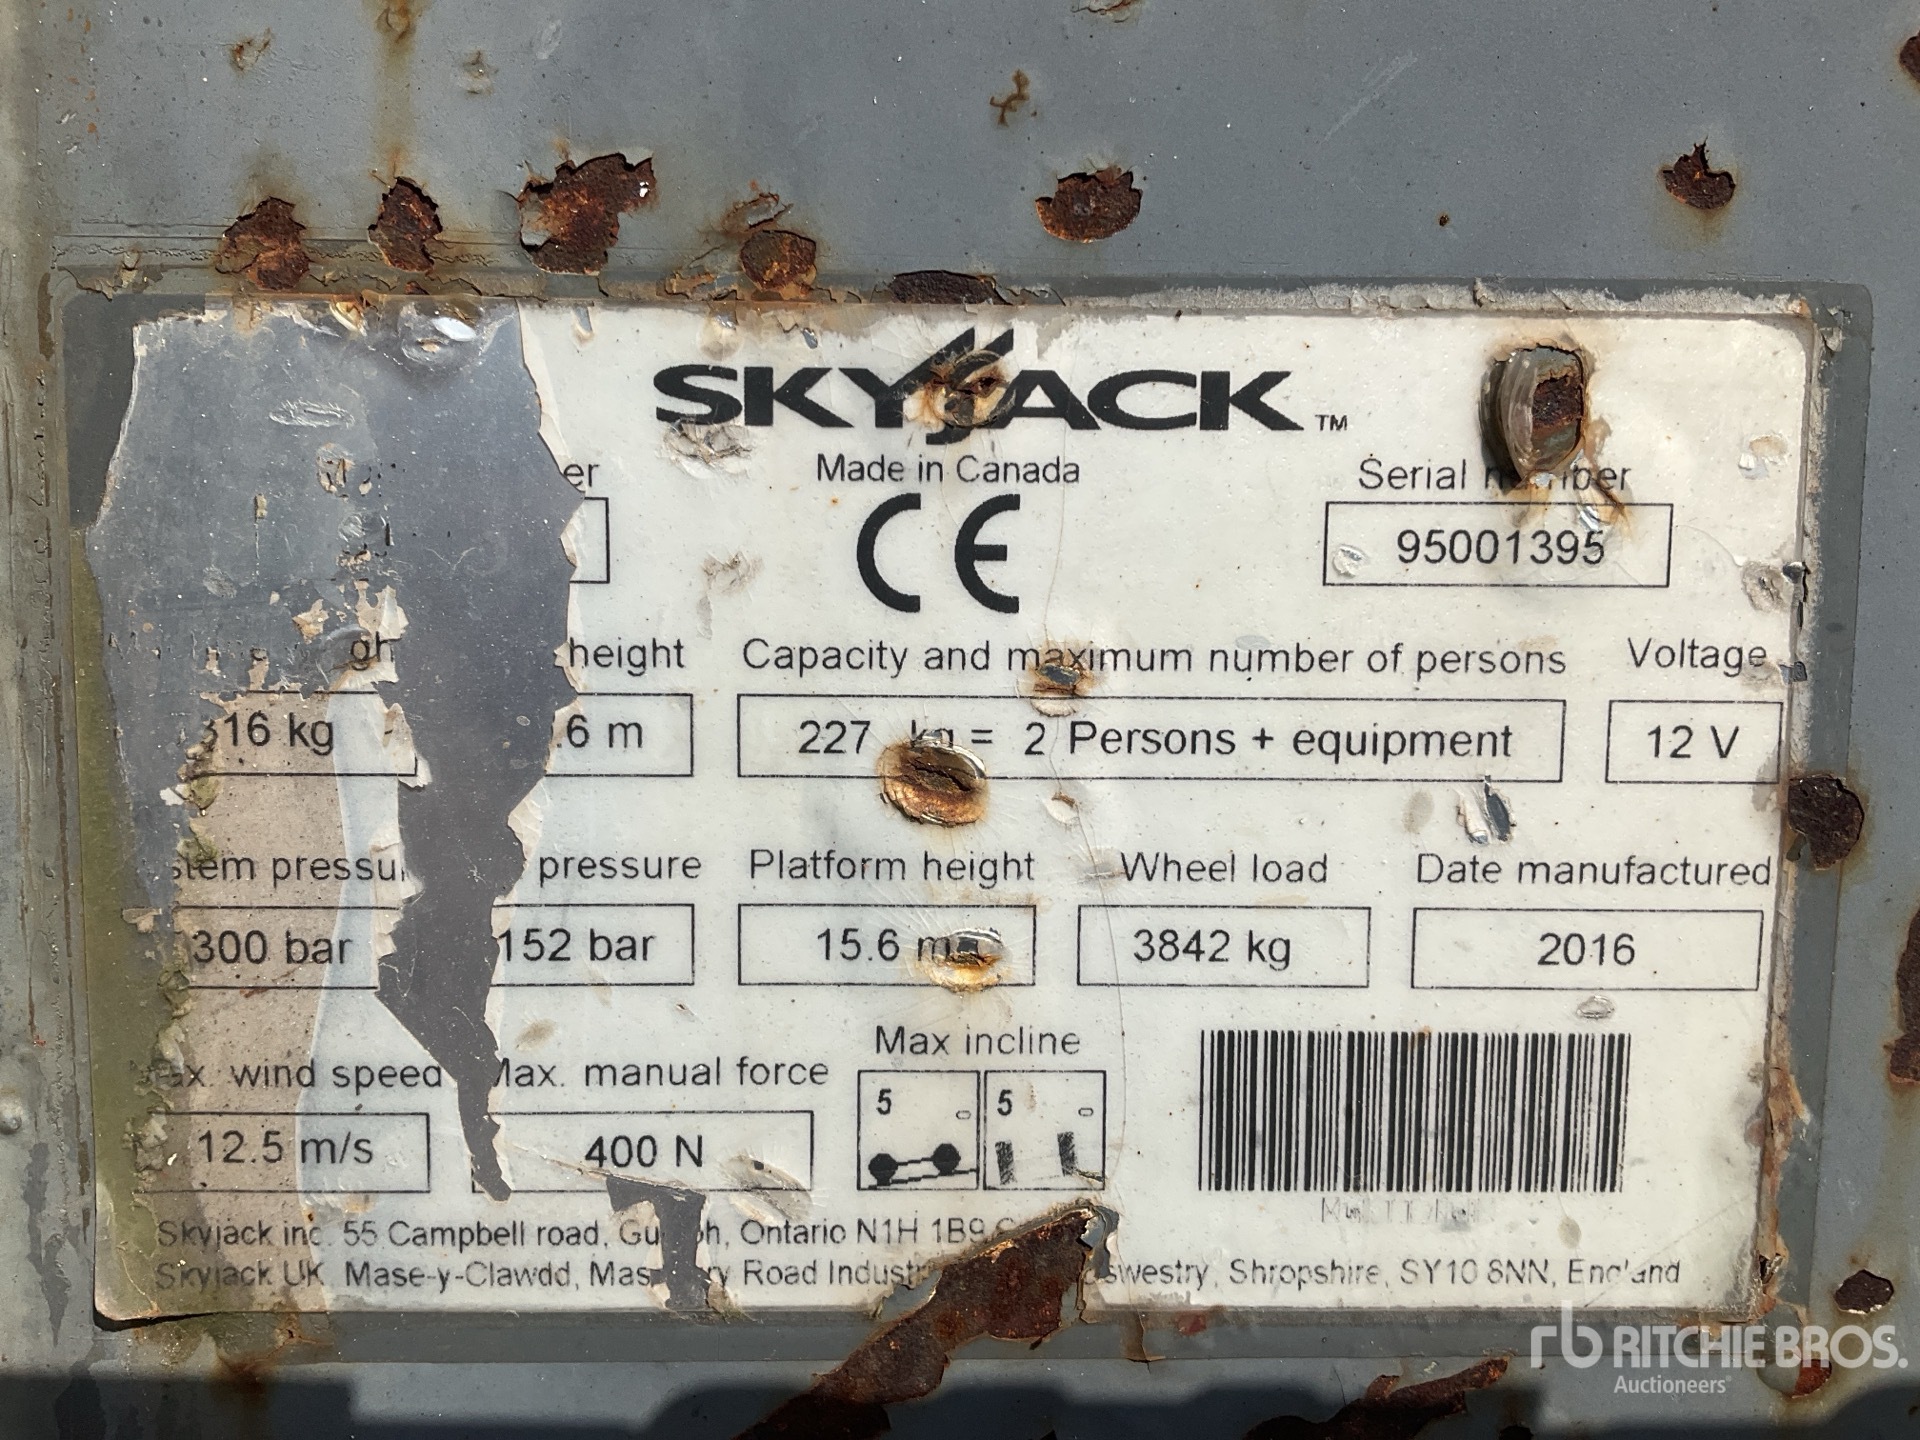 SKYJACK™
Made in Canada
Serial number
CE
95001395
height
Capacity and maximum number of persons
Voltage
316 kg
.6 m
227 kg = 2 Persons + equipment
12 V
pressure
Platform height
Wheel load
Date manufactured
300 bar
152 bar
15.6 m
3842 kg
2016
Max incline
wind speed
Max. manual force
5
5
12.5 m/s
400 N
Skyjack inc. 55 Campbell road, Ontario N1H 1B9
Skyjack UK Mase-y-Clawdd, Road Shropshire, SY10 8NN, England
rb RITCHIE BROS.
Auctioneers